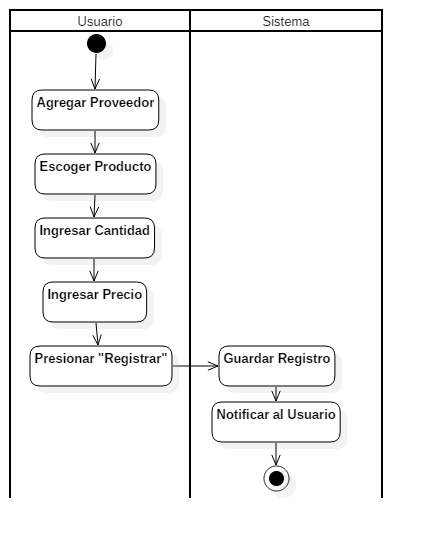 Usuario
Sistema
Agregar Proveedor
Escoger Producto
Ingresar Cantidad
Ingresar Precio
Presionar "Registrar"
Guardar Registro
Notificar al Usuario